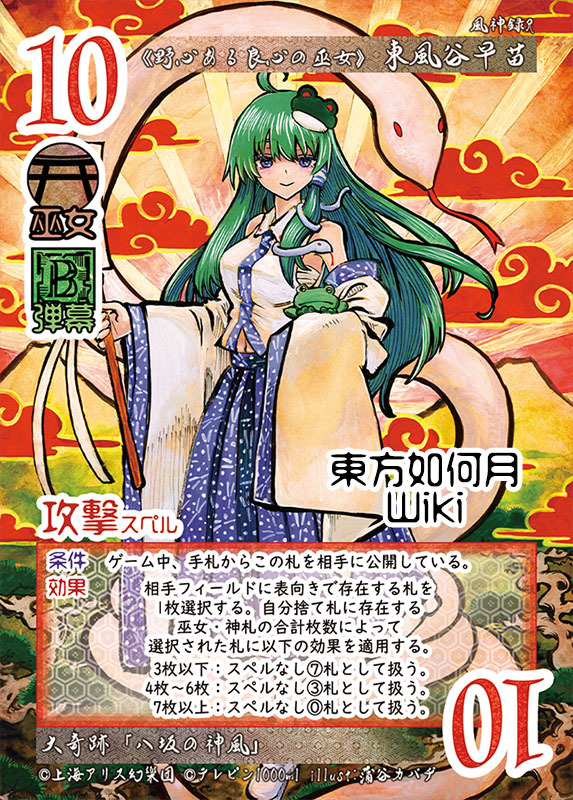 風神録R
10
《野心ある良心の巫女》 東風谷早苗
巫女
B
弾幕
東方如何月
Wiki
攻撃スペル
条件 ゲーム中、手札からこの札を相手に公開している。
効果 相手フィールドに表向きで存在する札を
1枚選択する。自分捨て札に存在する
巫女・神札の合計枚数によって
選択された札に以下の効果を適用する。
3枚以下：スペルなし⑦札として扱う。
4枚～6枚：スペルなし③札として扱う。
7枚以上：スペルなし⓪札として扱う。
大奇跡「八坂の神風」
10
©上海アリス幻樂団 ©テレピン1000ml illust:蒲谷カバヂ